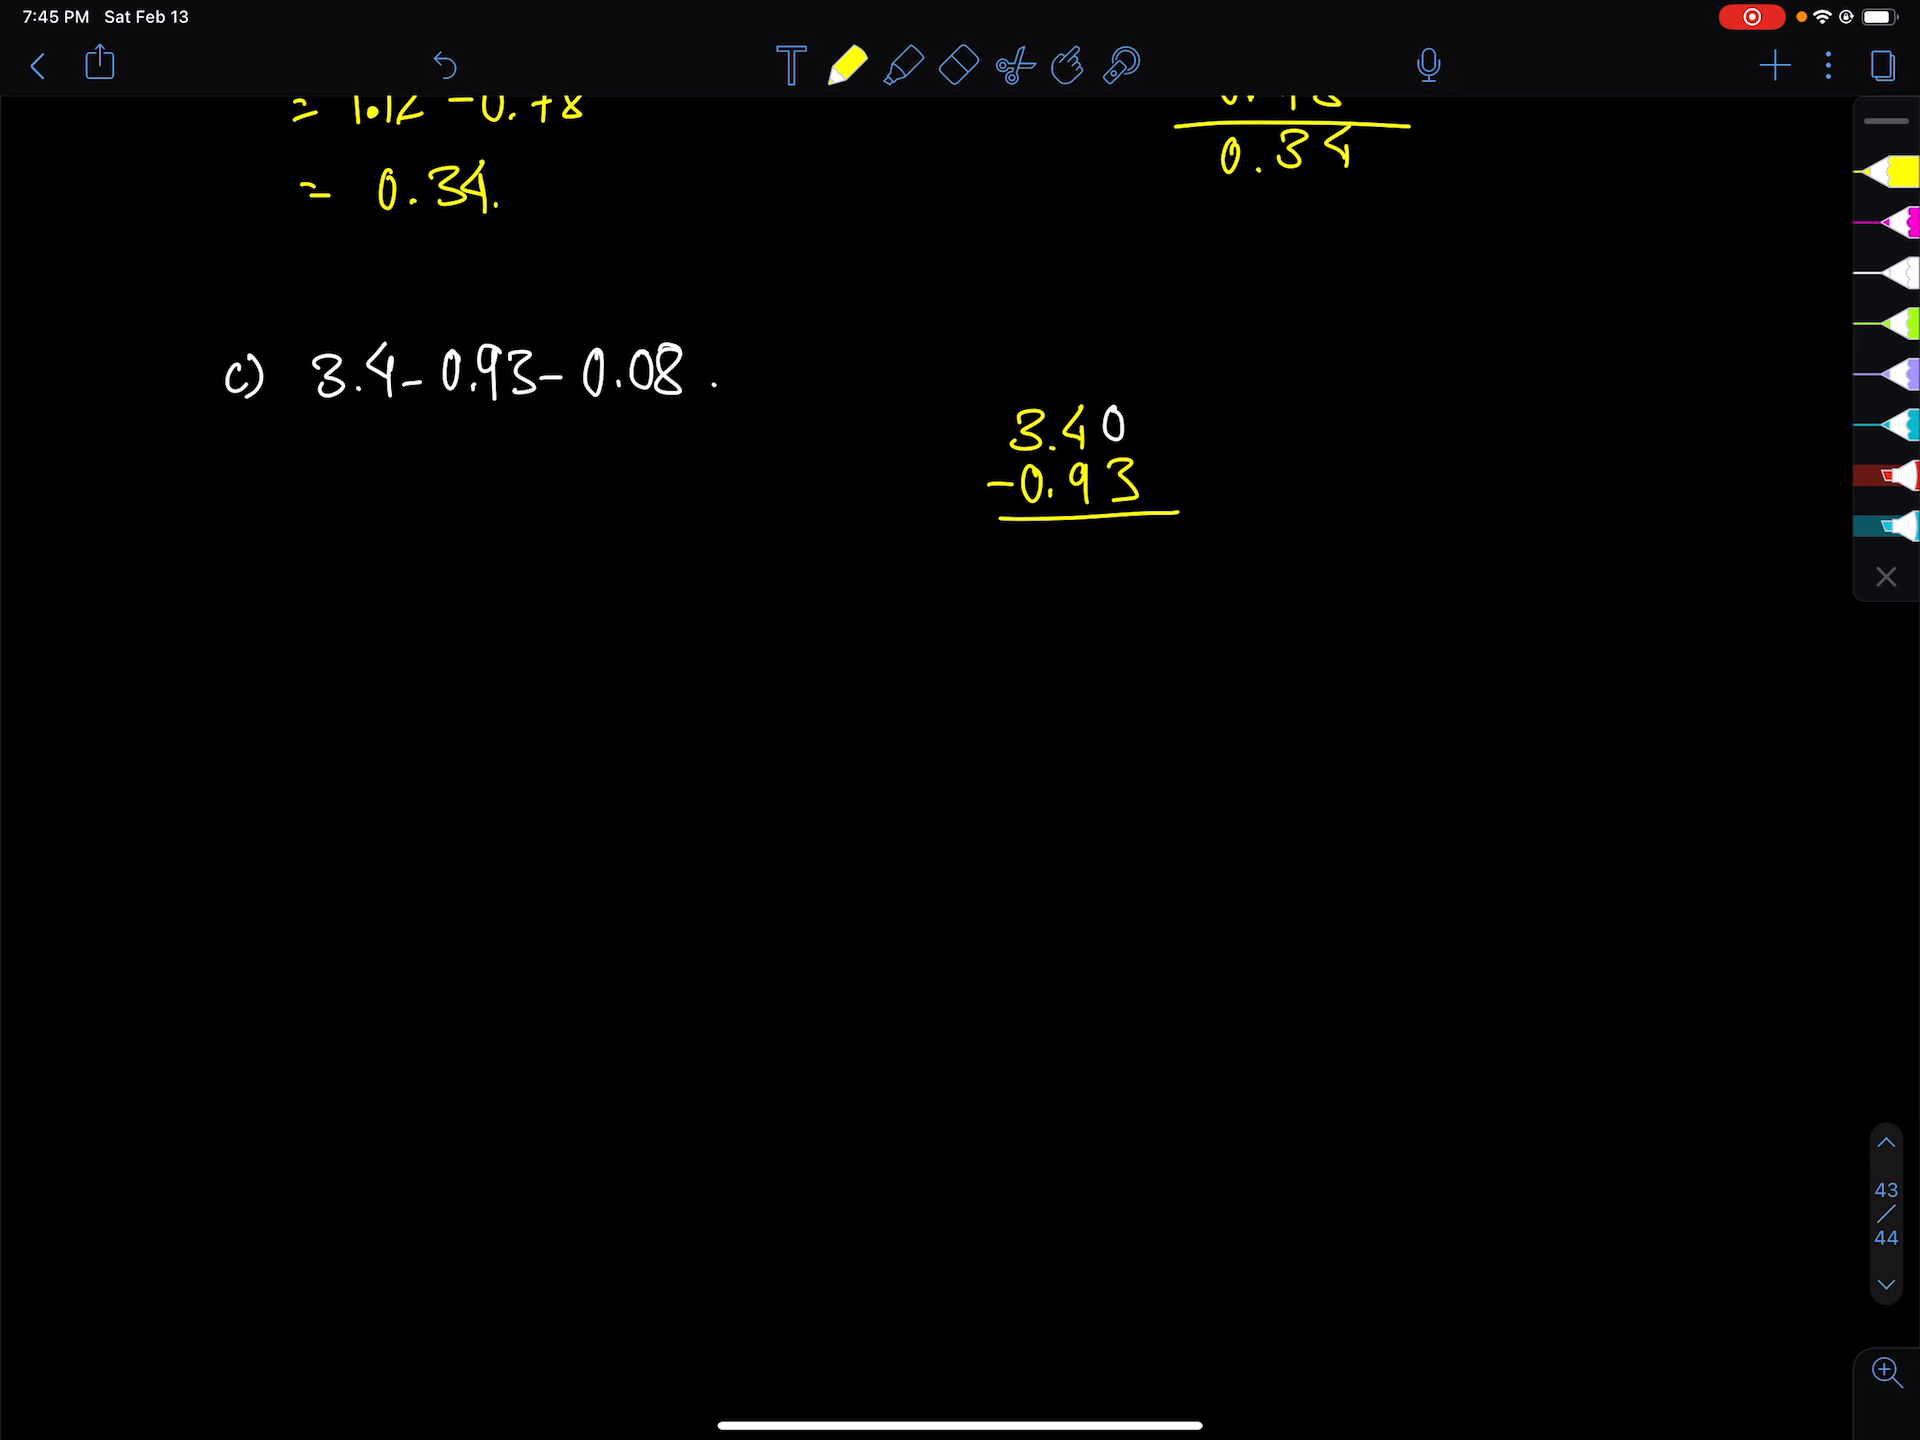 7:45 PM Sat Feb 13
T
= 1.12 - 0.78
= 0.34.
0.34
c) 3.4 - 0.93 - 0.08 .
3.40
- 0.93
43
/
44